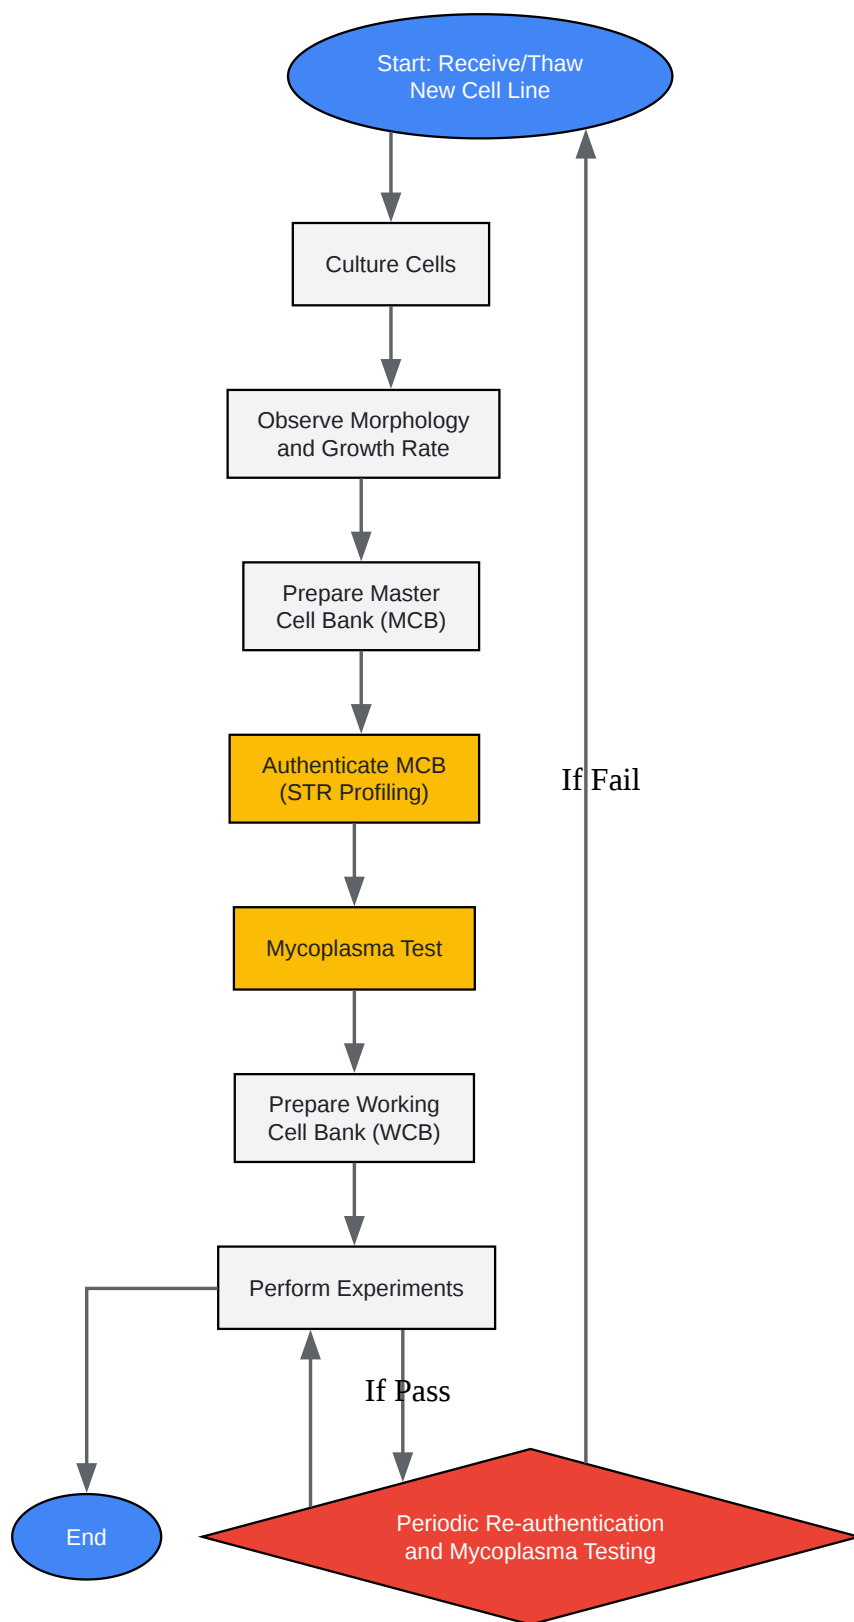 Start: Receive/Thaw
New Cell Line
Culture Cells
Observe Morphology
and Growth Rate
Prepare Master
Cell Bank (MCB)
Authenticate MCB
(STR Profiling)
If Fail
Mycoplasma Test
Prepare Working
Cell Bank (WCB)
Perform Experiments
If Pass
End
Periodic Re-authentication
and Mycoplasma Testing